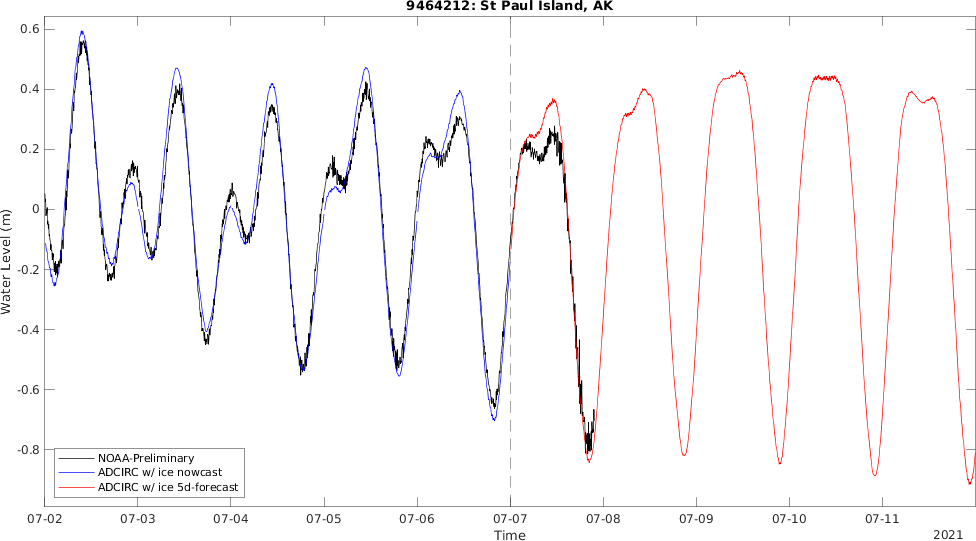 9464212: St Paul Island, AK
Water Level (m)
0.6
0.4
0.2
0
-0.2
-0.4
-0.6
-0.8
NOAA-Preliminary
ADCIRC w/ ice nowcast
ADCIRC w/ ice 5d-forecast
07-02 07-03 07-04 07-05 07-06 07-07 07-08 07-09 07-10 07-11
Time
2021